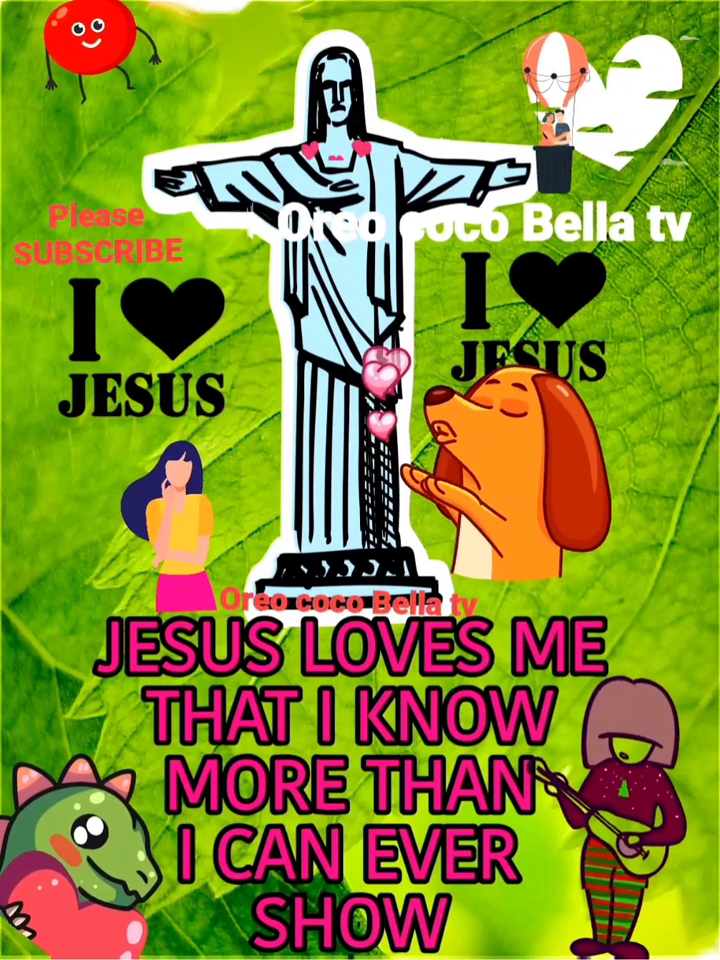 Please
SUBSCRIBE
Oreo coco Bella tv
I ♥
JESUS
I ♥
JESUS
Oreo coco Bella tv
JESUS LOVES ME
THAT I KNOW
MORE THAN
I CAN EVER
SHOW